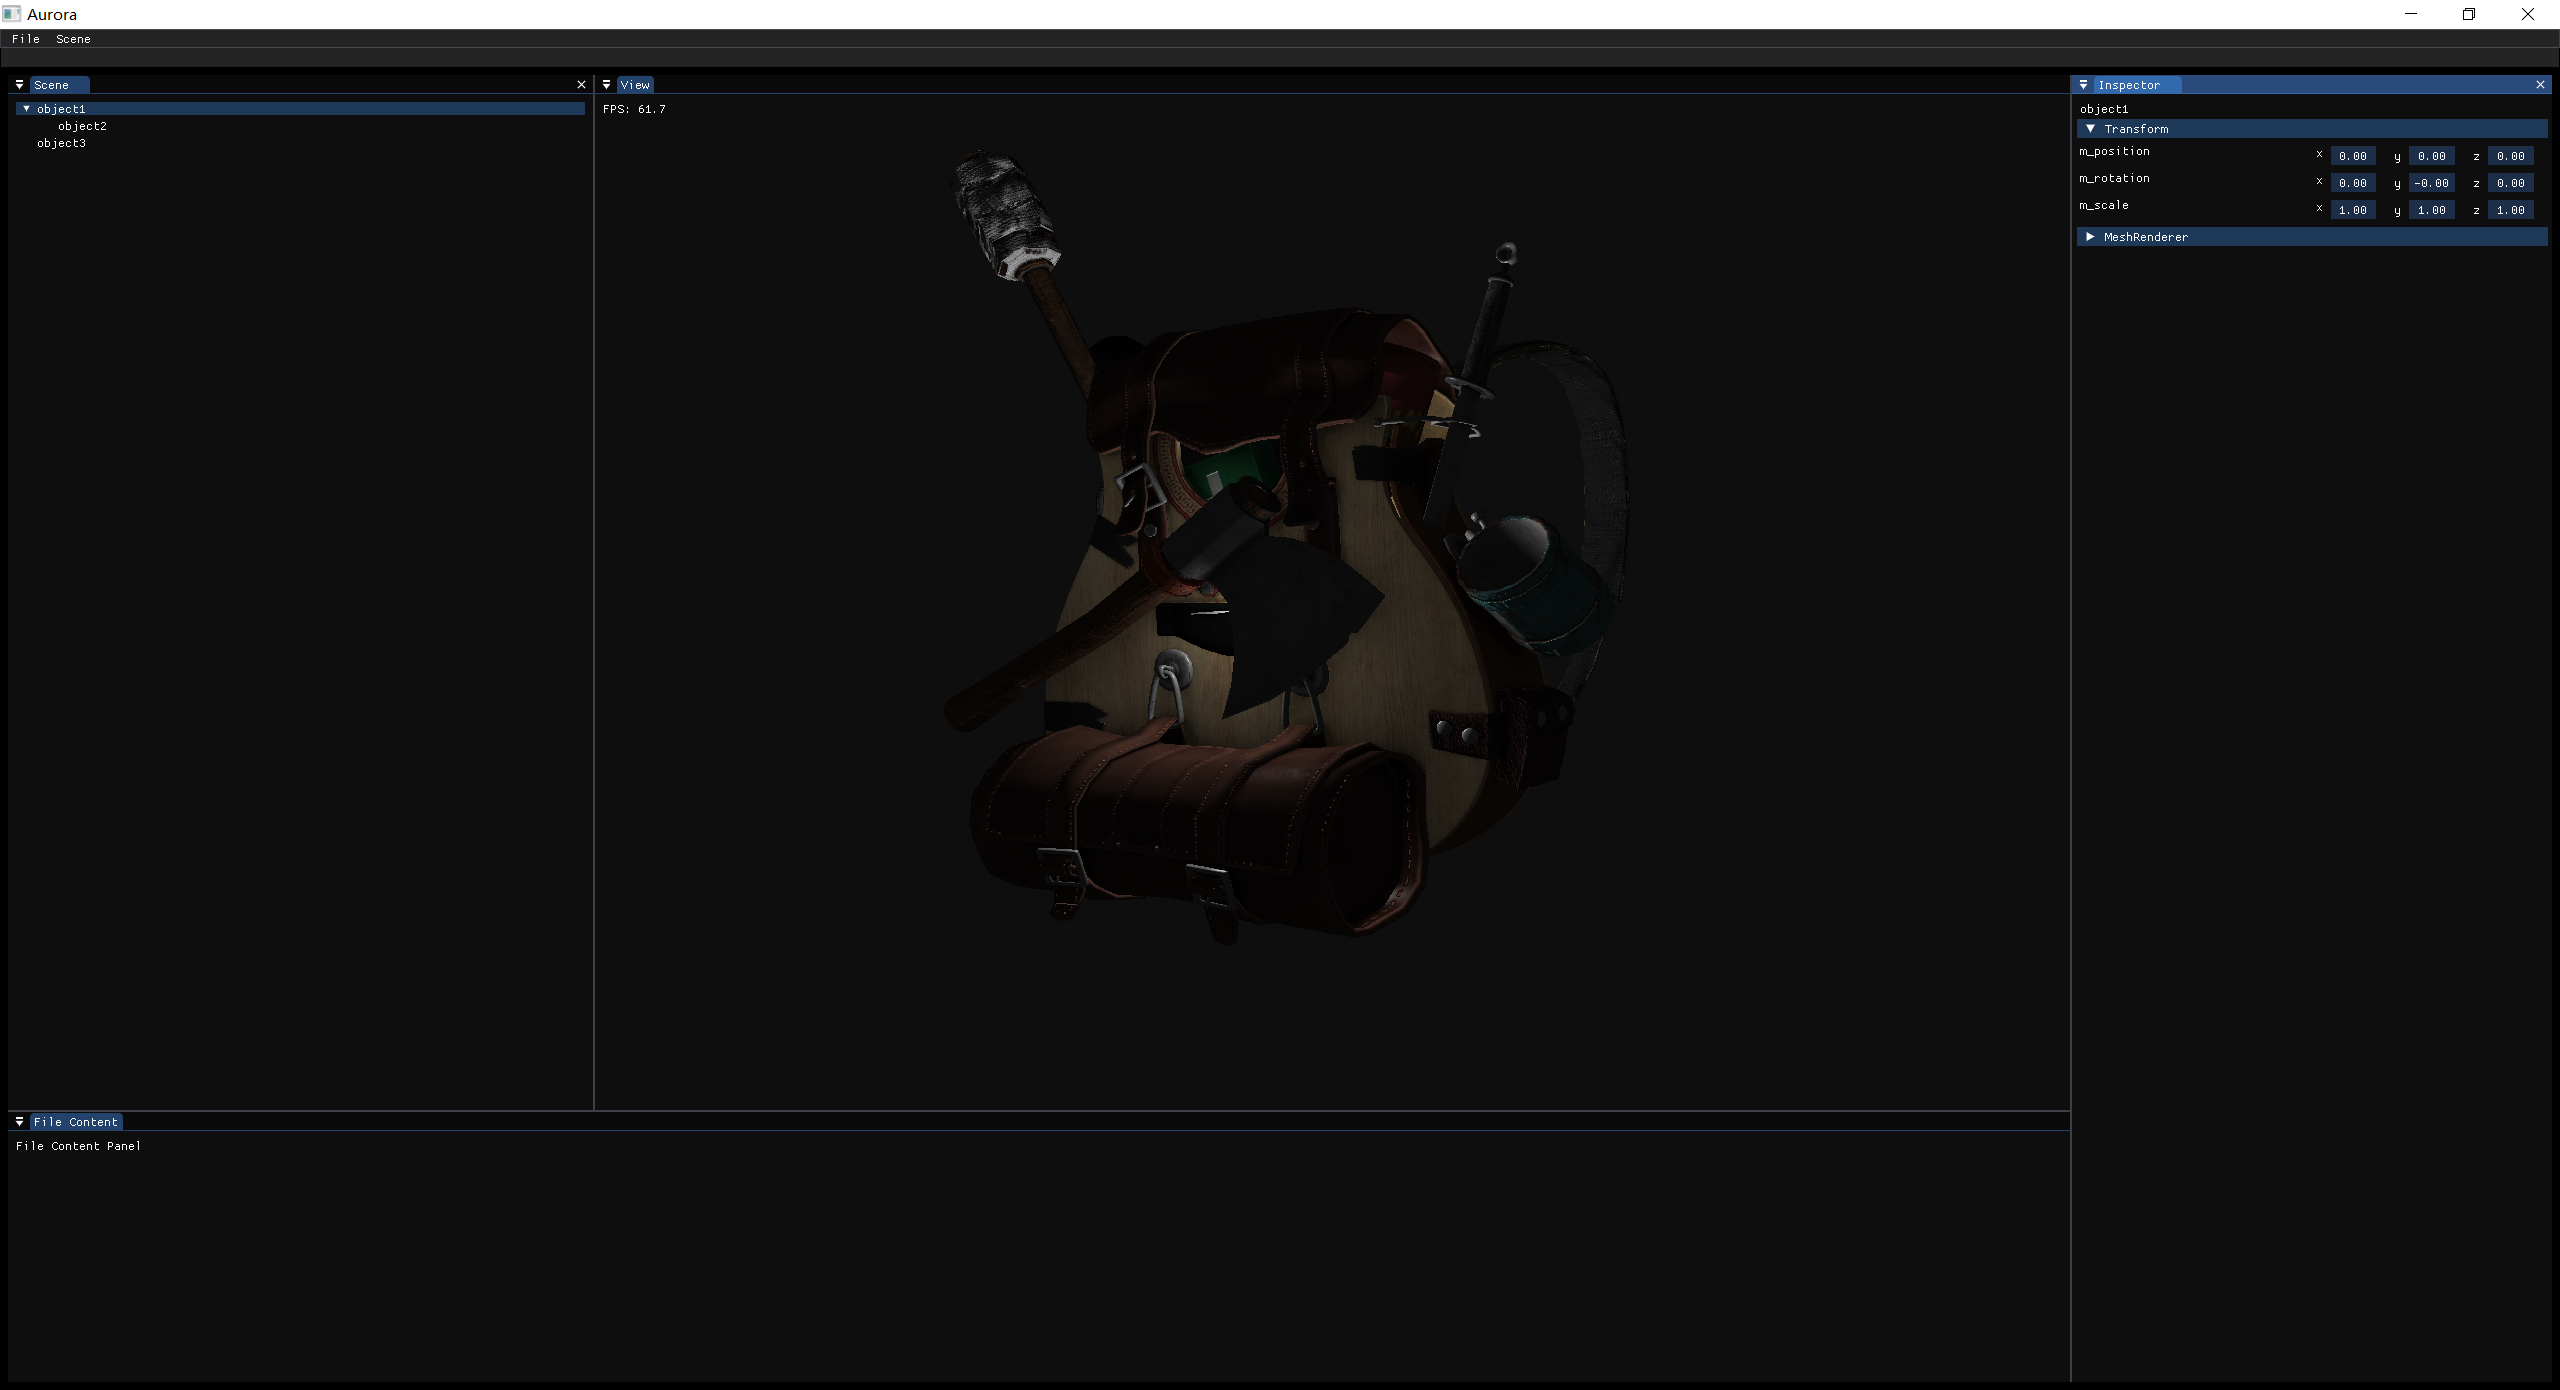 Aurora
File Scene
Scene
object1
object2
object3
View
FPS: 61.7
Inspector
object1
Transform
m_position x 0.00 y 0.00 z 0.00
m_rotation x 0.00 y -0.00 z 0.00
m_scale x 1.00 y 1.00 z 1.00
MeshRenderer
File Content
File Content Panel